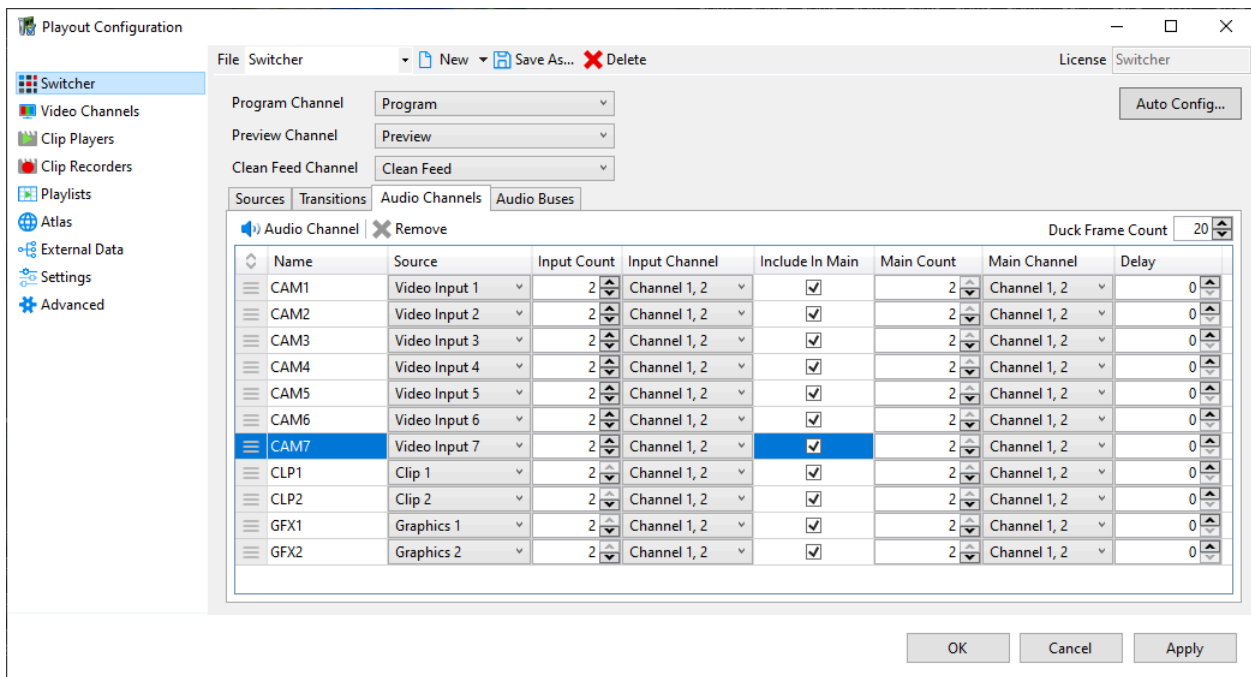 Playout Configuration
File Switcher New Save As... Delete License Switcher
Switcher
Video Channels
Clip Players
Clip Recorders
Playlists
Atlas
External Data
Settings
Advanced
Program Channel Program Auto Config...
Preview Channel Preview
Clean Feed Channel Clean Feed
Sources Transitions Audio Channels Audio Buses
Audio Channel Remove Duck Frame Count 20
Name Source Input Count Input Channel Include In Main Main Count Main Channel Delay
CAM1 Video Input 1 2 Channel 1, 2 2 Channel 1, 2 0
CAM2 Video Input 2 2 Channel 1, 2 2 Channel 1, 2 0
CAM3 Video Input 3 2 Channel 1, 2 2 Channel 1, 2 0
CAM4 Video Input 4 2 Channel 1, 2 2 Channel 1, 2 0
CAM5 Video Input 5 2 Channel 1, 2 2 Channel 1, 2 0
CAM6 Video Input 6 2 Channel 1, 2 2 Channel 1, 2 0
CAM7 Video Input 7 2 Channel 1, 2 2 Channel 1, 2 0
CLP1 Clip 1 2 Channel 1, 2 2 Channel 1, 2 0
CLP2 Clip 2 2 Channel 1, 2 2 Channel 1, 2 0
GFX1 Graphics 1 2 Channel 1, 2 2 Channel 1, 2 0
GFX2 Graphics 2 2 Channel 1, 2 2 Channel 1, 2 0
OK Cancel Apply